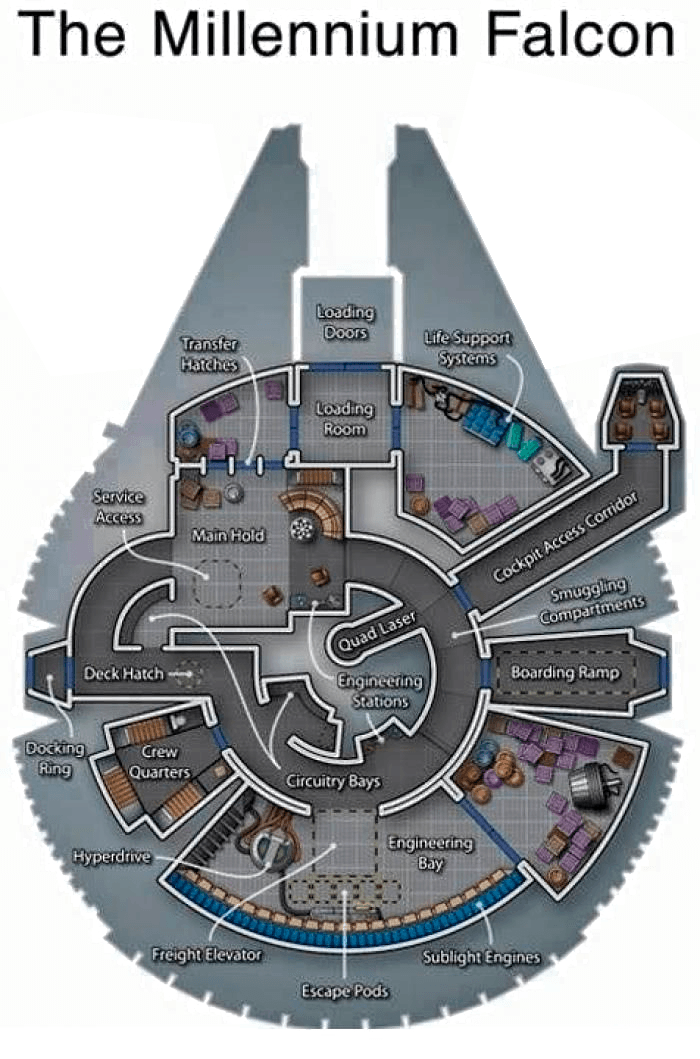 The Millennium Falcon
Loading
Doors
Transfer
Hatches
Life Support
Systems
Loading
Room
Service
Access
Main Hold
Cockpit Access Corridor
Smuggling
Compartments
Quad Laser
Deck Hatch
Engineering
Stations
Boarding Ramp
Docking
Ring
Crew
Quarters
Circuitry Bays
Hyperdrive
Engineering
Bay
Freight Elevator
Sublight Engines
Escape Pods